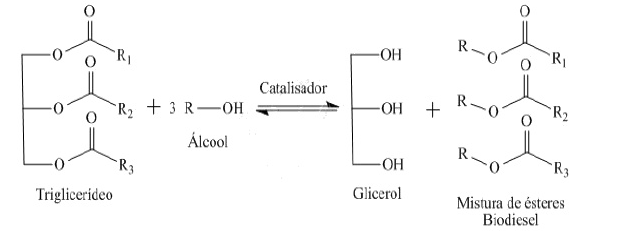 O
O
R1
O
O
R2
O
O
R3
Triglicerídeo
+ 3 R—OH
Álcool
Catalisador
OH
OH
OH
Glicerol
+
O
R
O
R1
O
R
O
R2
O
R
O
R3
Mistura de ésteres
Biodiesel